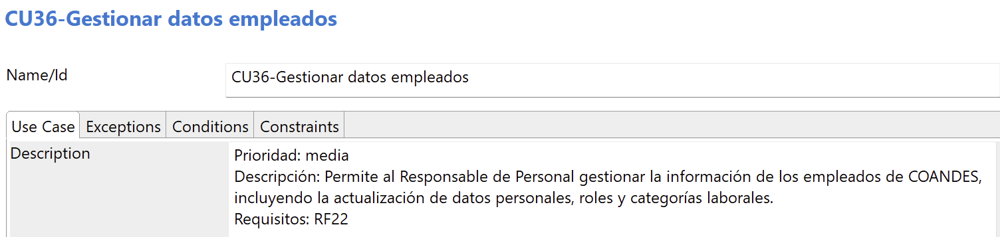 CU36-Gestionar datos empleados
Name/Id
CU36-Gestionar datos empleados
Use Case Exceptions Conditions Constraints
Description
Prioridad: media
Descripción: Permite al Responsable de Personal gestionar la información de los empleados de COANDES,
incluyendo la actualización de datos personales, roles y categorías laborales.
Requisitos: RF22